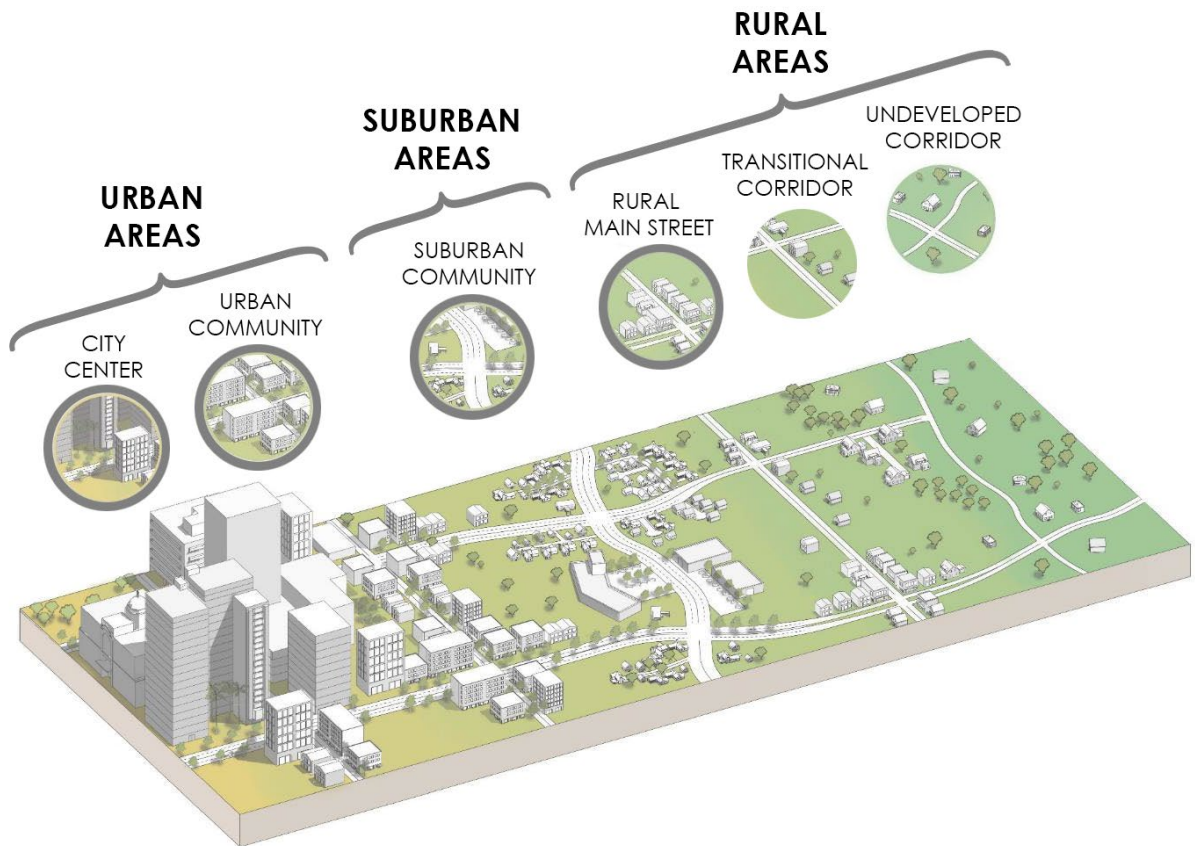 URBAN
AREAS
CITY
CENTER
URBAN
COMMUNITY
SUBURBAN
AREAS
SUBURBAN
COMMUNITY
RURAL
AREAS
RURAL
MAIN STREET
TRANSITIONAL
CORRIDOR
UNDEVELOPED
CORRIDOR